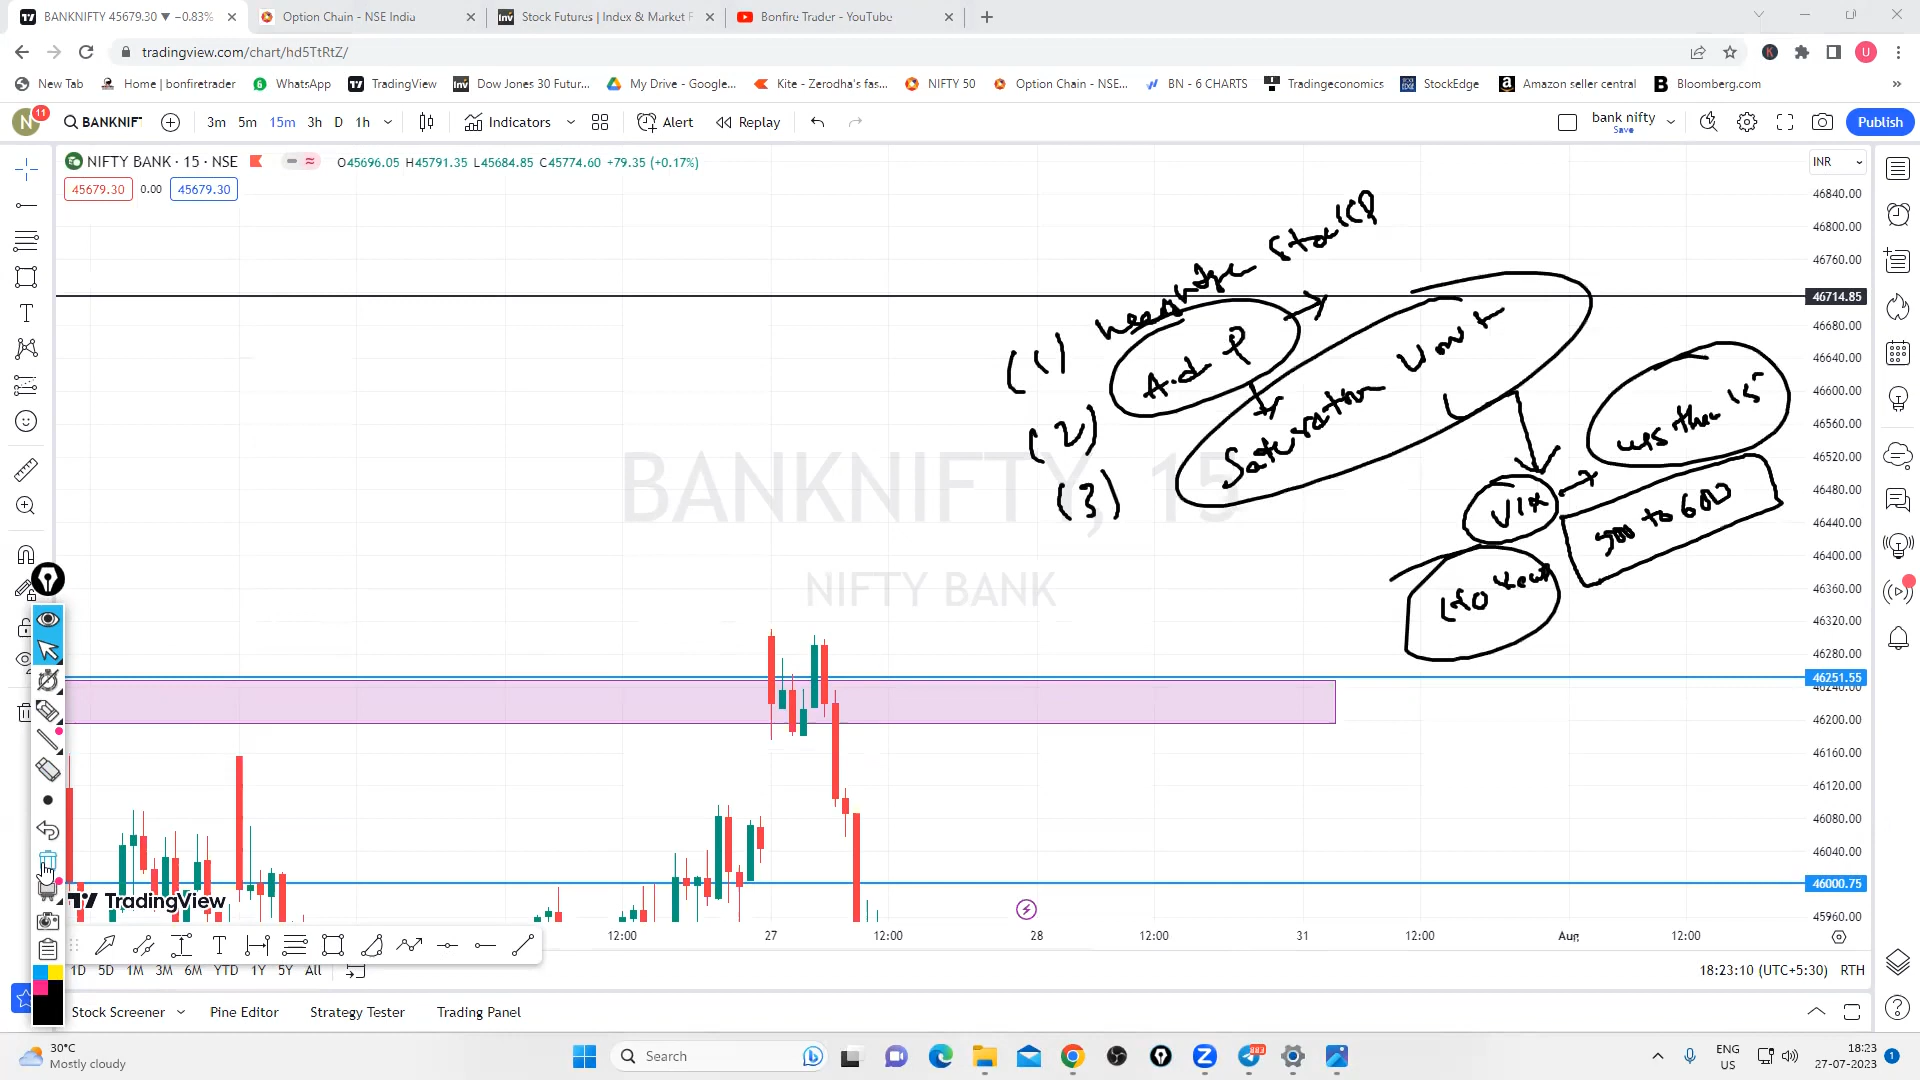 BANKNIFTY 45679.30 ▼ −0.83%
Option Chain - NSE India
Stock Futures | Index & Market F
Bonfire Trader - YouTube
tradingview.com/chart/hd5TtRtZ/
U
New Tab
Home | bonfiretrader
WhatsApp
TradingView
Dow Jones 30 Futur...
My Drive - Google...
Kite - Zerodha's fas...
NIFTY 50
Option Chain - NSE...
BN - 6 CHARTS
Tradingeconomics
StockEdge
Amazon seller central
Bloomberg.com
N 11
BANKNIF
3m 5m 15m 3h D 1h
Indicators
Alert
Replay
bank nifty
Save
Publish
NIFTY BANK · 15 · NSE
O45696.05 H45791.35 L45684.85 C45774.60 +79.35 (+0.17%)
45679.30 0.00 45679.30
INR
46840.00
46800.00
46760.00
46714.85
46680.00
46640.00
46600.00
46560.00
46520.00
46480.00
46440.00
46400.00
46360.00
46320.00
46280.00
46251.55
46240.00
46200.00
46160.00
46120.00
46080.00
46040.00
46000.75
45960.00
BANKNIFTY, 15
NIFTY BANK
(1)
(2)
Saturation
less than 15
(3)
VIX
to 600
TradingView
12:00 27 12:00 28 12:00 31 12:00 Aug 12:00
1D 5D 1M 3M 6M YTD 1Y 5Y All
18:23:10 (UTC+5:30) RTH
Stock Screener
Pine Editor
Strategy Tester
Trading Panel
30°C
Mostly cloudy
Search
ENG
US
18:23
27-07-2023
1